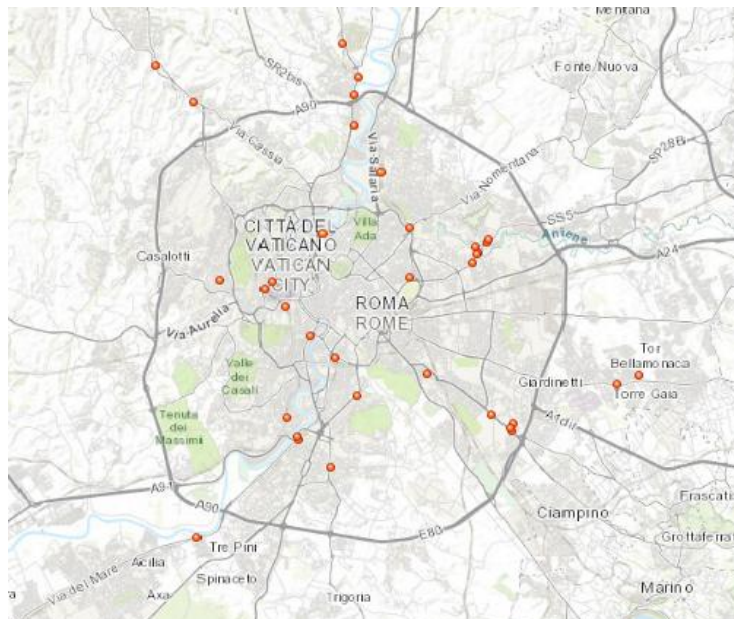 Mentana
Fonte Nuova
SR2bis
A90
Via Cassia
Via Salaria
Via Nomentana
SP28B
SS5
Aniene
A24
CITTÀ DEL
VATICANO
VATICAN
CITY
Villa
Ada
Casalotti
ROMA
ROME
Via Aurelia
Valle
dei
Casali
Tenuta
dei
Massimi
Tor
Bellamonaca
Giardinetti
Torre Gaia
A1dir
A91
A90
E80
Ciampino
Frascati
Grottaferrat
Marino
Tre Pini
Acilia
Via del Mare
Axa
Spinaceto
Trigoria